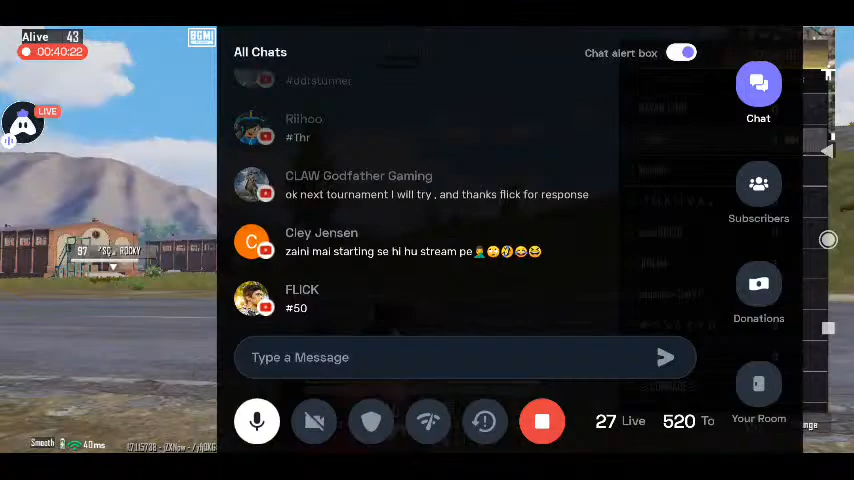 Alive 43
BGMI
00:40:22
LIVE
97
ROCKY
Smooth
40ms
All Chats
Chat alert box
#ddrstunner
Riihoo
#Thr
CLAW Godfather Gaming
ok next tournament I will try , and thanks flick for response
Cley Jensen
C
zaini mai starting se hi hu stream pe🤦‍♂️🙄🤣😄😆
FLICK
#50
Type a Message
27 Live
520 To
Chat
Subscribers
Donations
Your Room